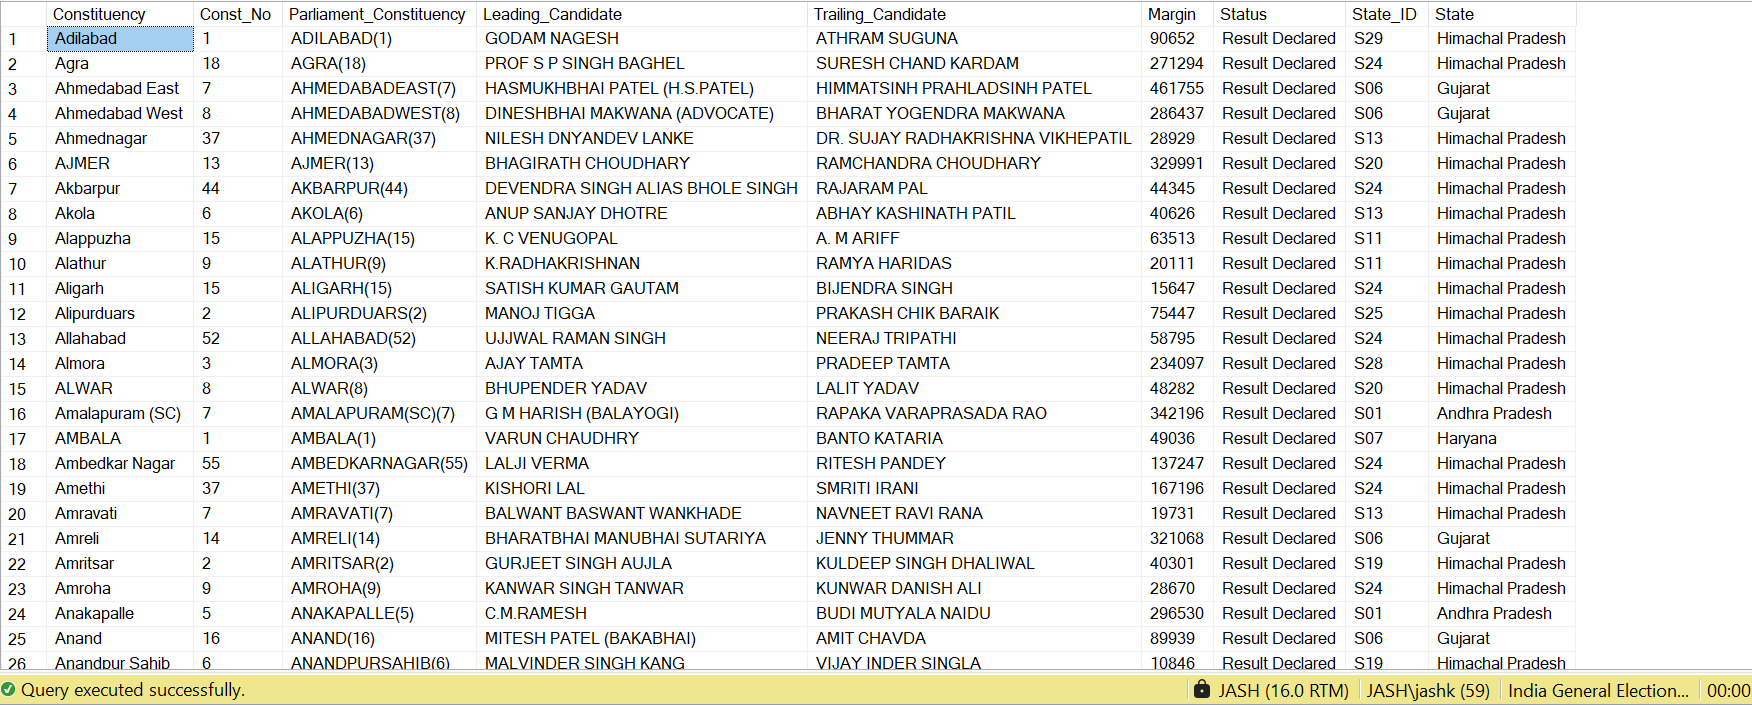 Constituency Const_No Parliament_Constituency Leading_Candidate Trailing_Candidate Margin Status State_ID State
1 Adilabad 1 ADILABAD(1) GODAM NAGESH ATHRAM SUGUNA 90652 Result Declared S29 Himachal Pradesh
2 Agra 18 AGRA(18) PROF S P SINGH BAGHEL SURESH CHAND KARDAM 271294 Result Declared S24 Himachal Pradesh
3 Ahmedabad East 7 AHMEDABADEAST(7) HASMUKHBHAI PATEL (H.S.PATEL) HIMMATSINH PRAHLADSINH PATEL 461755 Result Declared S06 Gujarat
4 Ahmedabad West 8 AHMEDABADWEST(8) DINESHBHAI MAKWANA (ADVOCATE) BHARAT YOGENDRA MAKWANA 286437 Result Declared S06 Gujarat
5 Ahmednagar 37 AHMEDNAGAR(37) NILESH DNYANDEV LANKE DR. SUJAY RADHAKRISHNA VIKHEPATIL 28929 Result Declared S13 Himachal Pradesh
6 AJMER 13 AJMER(13) BHAGIRATH CHOUDHARY RAMCHANDRA CHOUDHARY 329991 Result Declared S20 Himachal Pradesh
7 Akbarpur 44 AKBARPUR(44) DEVENDRA SINGH ALIAS BHOLE SINGH RAJARAM PAL 44345 Result Declared S24 Himachal Pradesh
8 Akola 6 AKOLA(6) ANUP SANJAY DHOTRE ABHAY KASHINATH PATIL 40626 Result Declared S13 Himachal Pradesh
9 Alappuzha 15 ALAPPUZHA(15) K. C VENUGOPAL A. M ARIFF 63513 Result Declared S11 Himachal Pradesh
10 Alathur 9 ALATHUR(9) K.RADHAKRISHNAN RAMYA HARIDAS 20111 Result Declared S11 Himachal Pradesh
11 Aligarh 15 ALIGARH(15) SATISH KUMAR GAUTAM BIJENDRA SINGH 15647 Result Declared S24 Himachal Pradesh
12 Alipurduars 2 ALIPURDUARS(2) MANOJ TIGGA PRAKASH CHIK BARAIK 75447 Result Declared S25 Himachal Pradesh
13 Allahabad 52 ALLAHABAD(52) UJJWAL RAMAN SINGH NEERAJ TRIPATHI 58795 Result Declared S24 Himachal Pradesh
14 Almora 3 ALMORA(3) AJAY TAMTA PRADEEP TAMTA 234097 Result Declared S28 Himachal Pradesh
15 ALWAR 8 ALWAR(8) BHUPENDER YADAV LALIT YADAV 48282 Result Declared S20 Himachal Pradesh
16 Amalapuram (SC) 7 AMALAPURAM(SC)(7) G M HARISH (BALAYOGI) RAPAKA VARAPRASADA RAO 342196 Result Declared S01 Andhra Pradesh
17 AMBALA 1 AMBALA(1) VARUN CHAUDHRY BANTO KATARIA 49036 Result Declared S07 Haryana
18 Ambedkar Nagar 55 AMBEDKARNAGAR(55) LALJI VERMA RITESH PANDEY 137247 Result Declared S24 Himachal Pradesh
19 Amethi 37 AMETHI(37) KISHORI LAL SMRITI IRANI 167196 Result Declared S24 Himachal Pradesh
20 Amravati 7 AMRAVATI(7) BALWANT BASWANT WANKHADE NAVNEET RAVI RANA 19731 Result Declared S13 Himachal Pradesh
21 Amreli 14 AMRELI(14) BHARATBHAI MANUBHAI SUTARIYA JENNY THUMMAR 321068 Result Declared S06 Gujarat
22 Amritsar 2 AMRITSAR(2) GURJEET SINGH AUJLA KULDEEP SINGH DHALIWAL 40301 Result Declared S19 Himachal Pradesh
23 Amroha 9 AMROHA(9) KANWAR SINGH TANWAR KUNWAR DANISH ALI 28670 Result Declared S24 Himachal Pradesh
24 Anakapalle 5 ANAKAPALLE(5) C.M.RAMESH BUDI MUTYALA NAIDU 296530 Result Declared S01 Andhra Pradesh
25 Anand 16 ANAND(16) MITESH PATEL (BAKABHAI) AMIT CHAVDA 89939 Result Declared S06 Gujarat
26 Anandpur Sahib 6 ANANDPURSAHIB(6) MALVINDER SINGH KANG VIJAY INDER SINGLA 10846 Result Declared S19 Himachal Pradesh
Query executed successfully. JASH (16.0 RTM) JASH\jashk (59) India General Election... 00:00